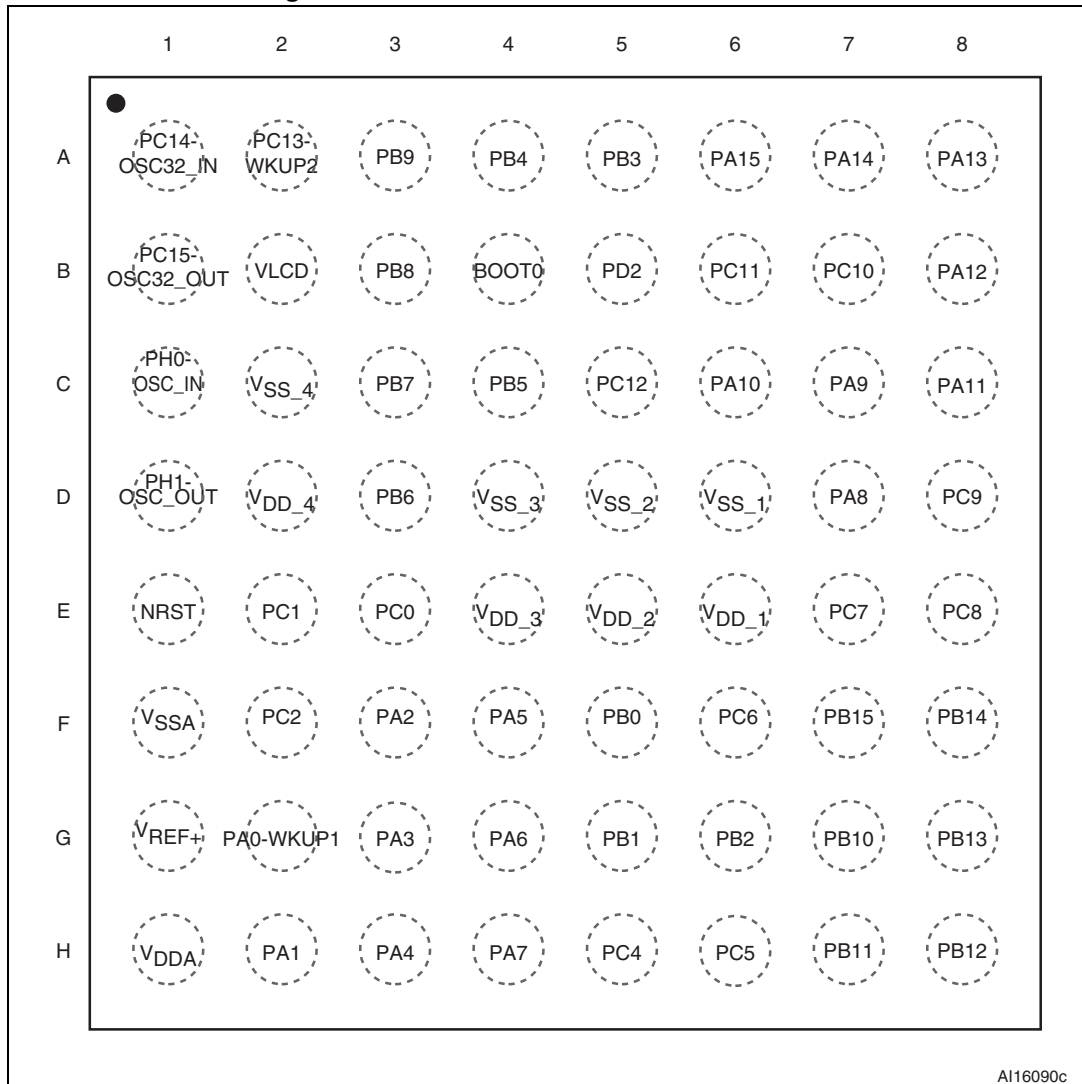 1 2 3 4 5 6 7 8
A PC14-OSC32_IN PC13-WKUP2 PB9 PB4 PB3 PA15 PA14 PA13
B PC15-OSC32_OUT VLCD PB8 BOOT0 PD2 PC11 PC10 PA12
C PH0-OSC_IN VSS_4 PB7 PB5 PC12 PA10 PA9 PA11
D PH1-OSC_OUT VDD_4 PB6 VSS_3 VSS_2 VSS_1 PA8 PC9
E NRST PC1 PC0 VDD_3 VDD_2 VDD_1 PC7 PC8
F VSSA PC2 PA2 PA5 PB0 PC6 PB15 PB14
G VREF+ PA0-WKUP1 PA3 PA6 PB1 PB2 PB10 PB13
H VDDA PA1 PA4 PA7 PC4 PC5 PB11 PB12
AI16090c